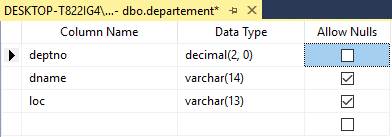 DESKTOP-T822IG4\...- dbo.departement*
Column Name Data Type Allow Nulls
deptno decimal(2, 0)
dname varchar(14)
loc varchar(13)